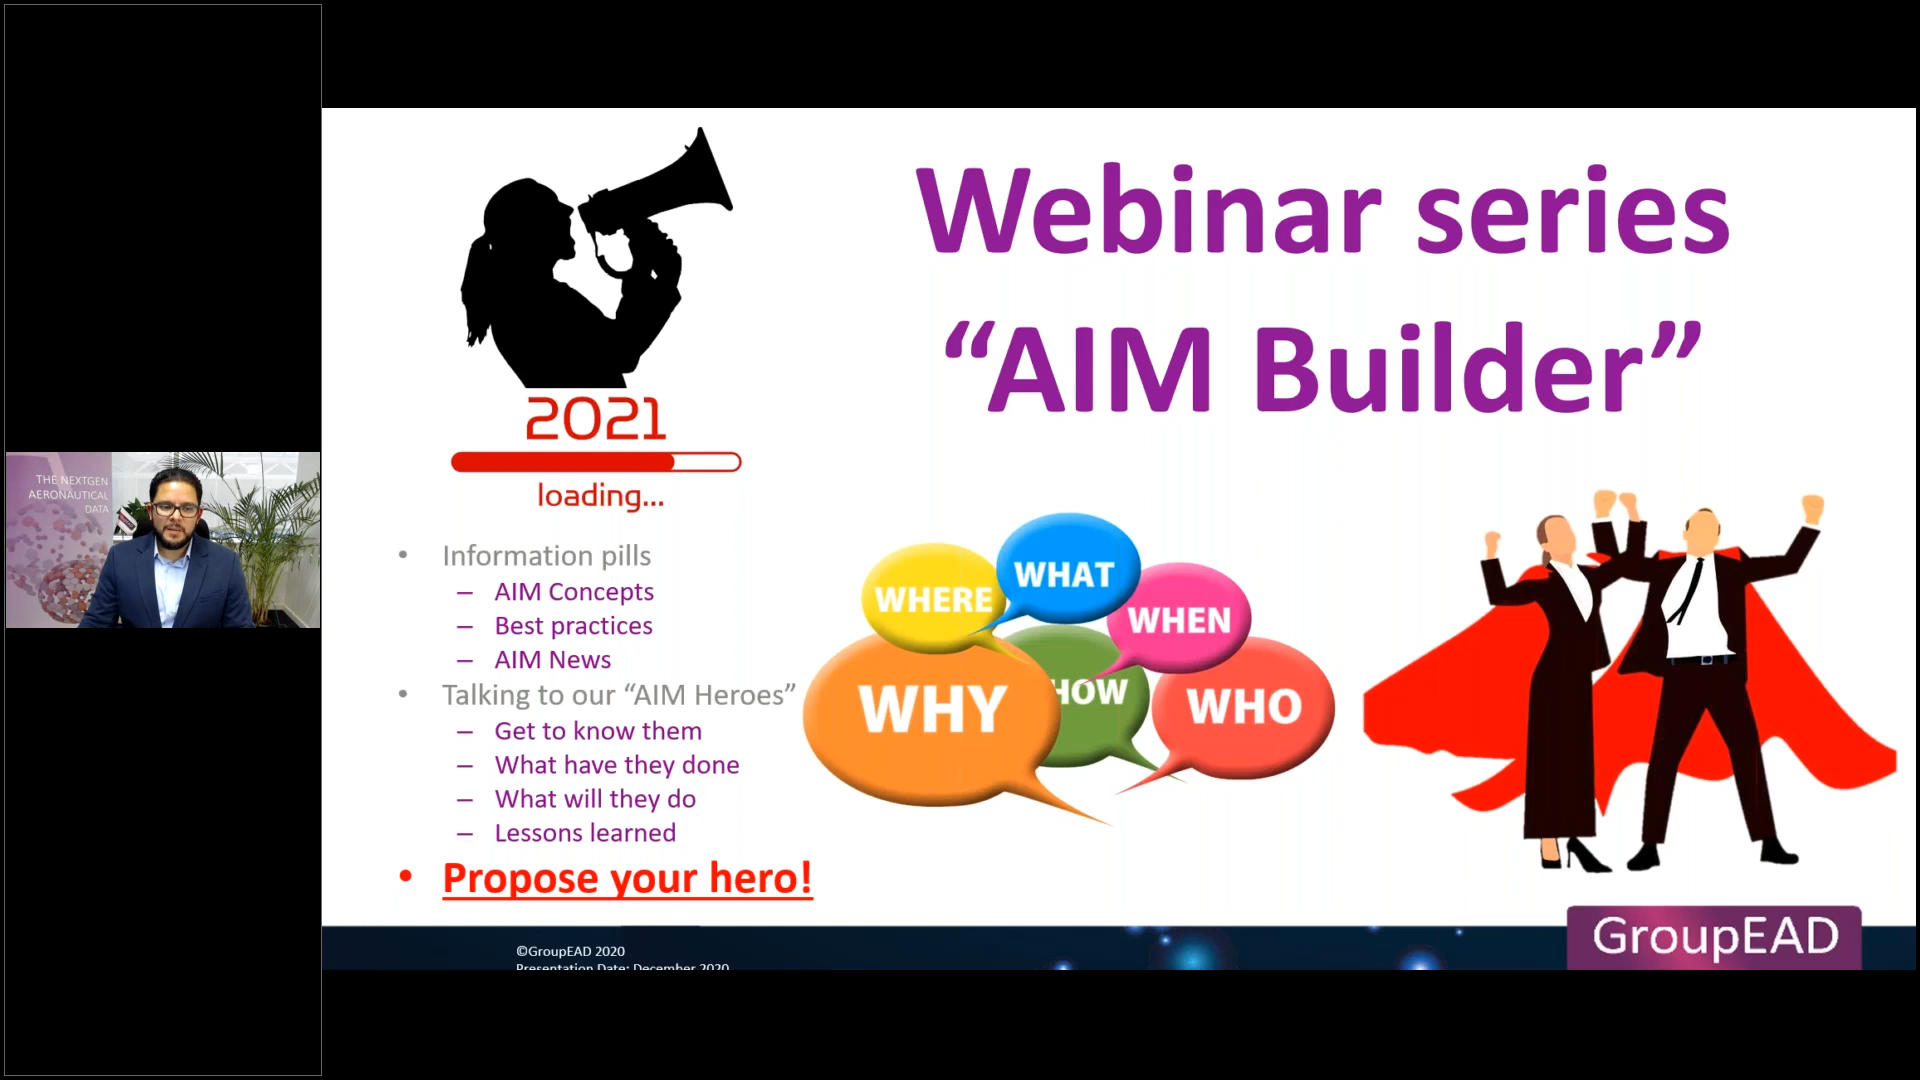 THE NEXTGEN
AERONAUTICAL
DATA
Webinar series
“AIM Builder”
2021
loading...
• Information pills
– AIM Concepts
– Best practices
– AIM News
• Talking to our “AIM Heroes”
– Get to know them
– What have they done
– What will they do
– Lessons learned
• Propose your hero!
WHERE
WHAT
WHEN
WHY
HOW
WHO
©GroupEAD 2020
Presentation Date: December 2020
GroupEAD